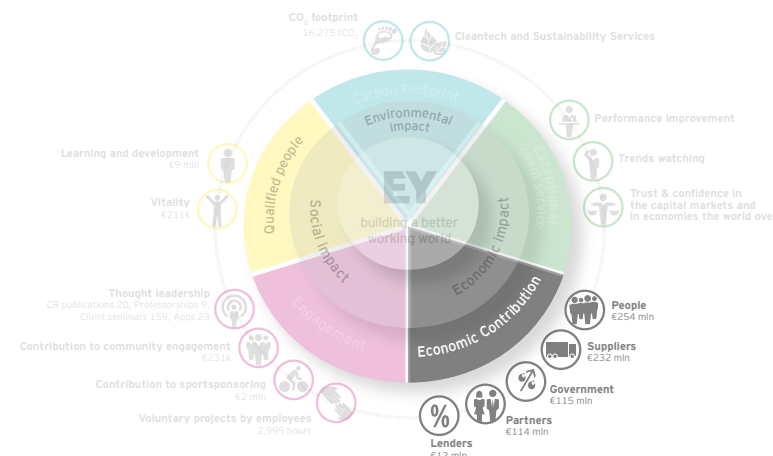 CO2 footprint
16,275 tCO2
Cleantech and Sustainability Services
Carbon Footprint
Environmental
impact
Performance improvement
Exceptional
client service
Trends watching
Learning and development
€9 mln
Qualified people
EY
building a better
working world
Vitality
€211k
Trust & confidence in
the capital markets and
in economies the world ove
Social impact
Economic impact
Thought leadership
CR publications 20, Professorships 9,
Client seminars 159, Apps 23
Engagement
Economic Contribution
People
€254 mln
Contribution to community engagement
€231k
Suppliers
€232 mln
Contribution to sportsponsoring
€2 mln
Government
€115 mln
Voluntary projects by employees
2,995 hours
Partners
€114 mln
%
Lenders
€12 mln